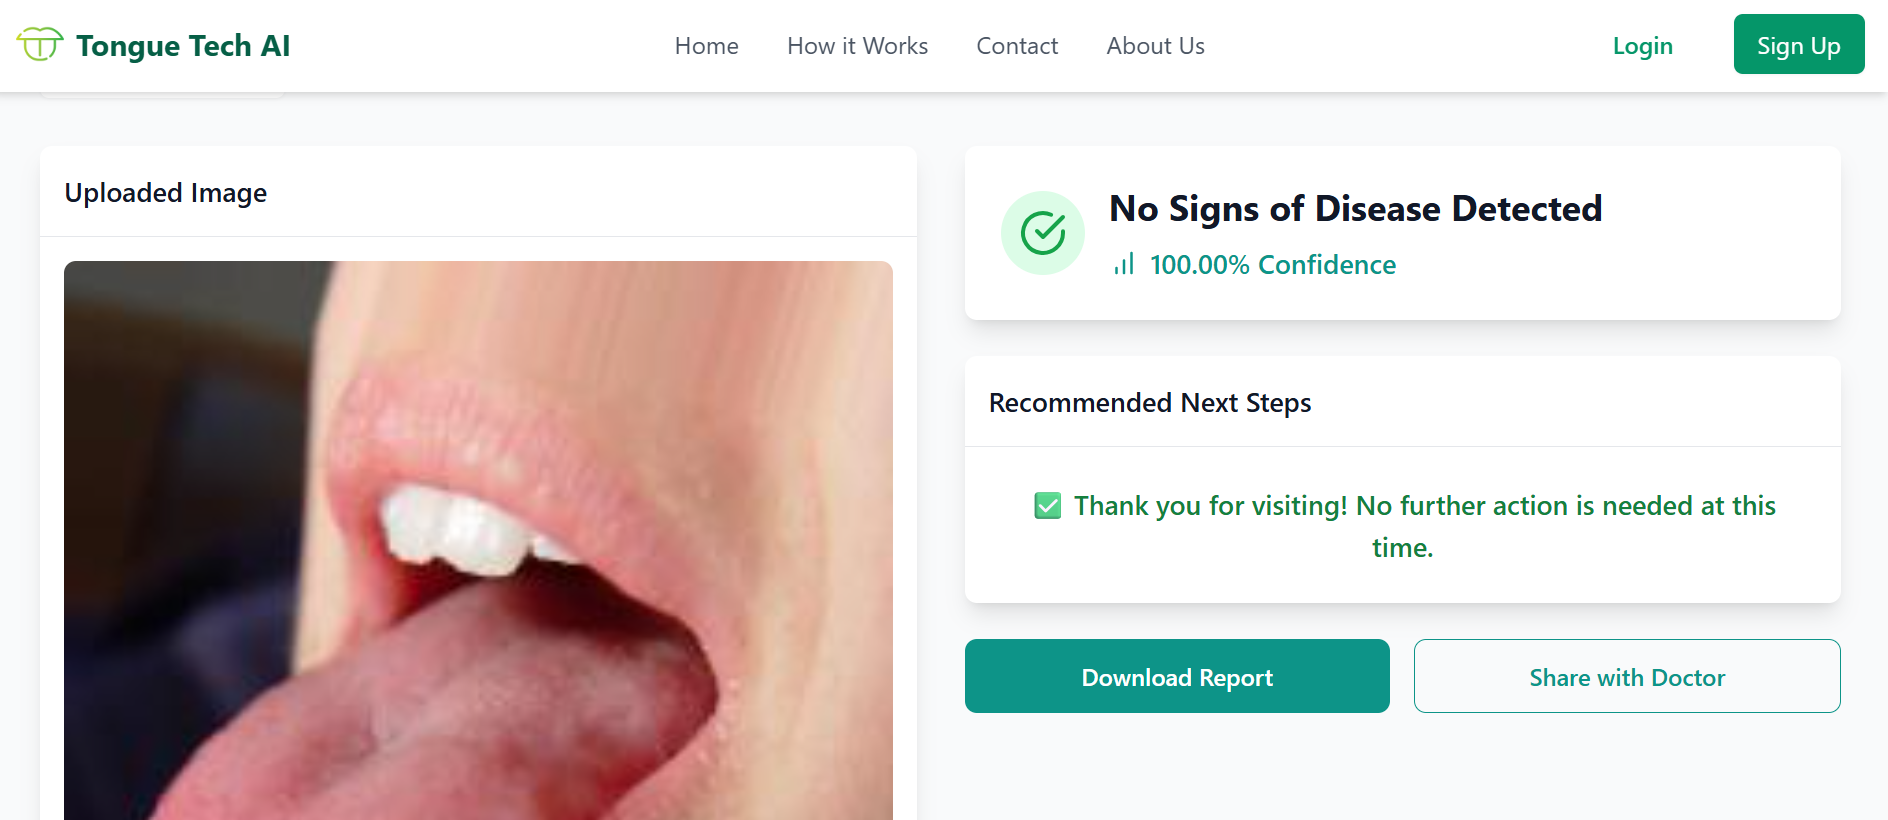 Tongue Tech AI
Home
How it Works
Contact
About Us
Login
Sign Up
Uploaded Image
No Signs of Disease Detected
100.00% Confidence
Recommended Next Steps
✅ Thank you for visiting! No further action is needed at this
time.
Download Report
Share with Doctor